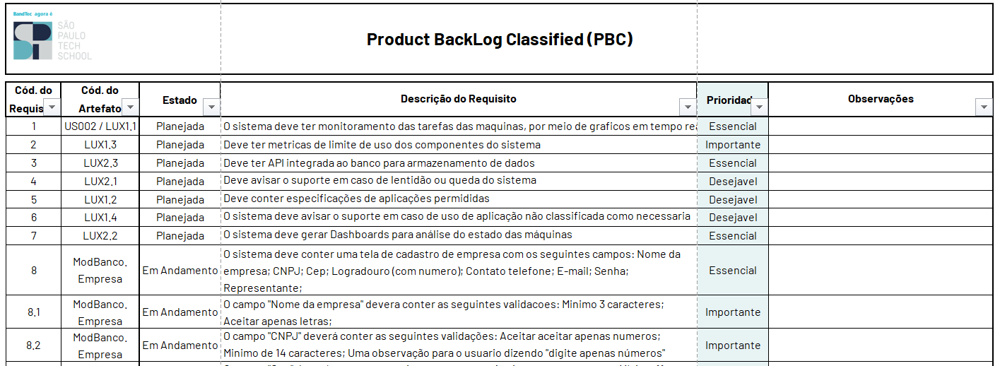 BandTec agora é
SÃO
PAULO
TECH
SCHOOL
Product BackLog Classified (PBC)
Cód. do Requis Cód. do Artefato Estado Descrição do Requisito Prioridad Observações
1 US002 / LUX1.1 Planejada O sistema deve ter monitoramento das tarefas das maquinas, por meio de graficos em tempo rea Essencial
2 LUX1.3 Planejada Deve ter metricas de limite de uso dos componentes do sistema Importante
3 LUX2.3 Planejada Deve ter API integrada ao banco para armazenamento de dados Essencial
4 LUX2.1 Planejada Deve avisar o suporte em caso de lentidão ou queda do sistema Desejavel
5 LUX1.2 Planejada Deve conter especificações de aplicações permididas Desejavel
6 LUX1.4 Planejada O sistema deve avisar o suporte em caso de uso de aplicação não classificada como necessaria Desejavel
7 LUX2.2 Planejada O sistema deve gerar Dashboards para análise do estado das máquinas Essencial
8 ModBanco. Empresa Em Andamento O sistema deve conter uma tela de cadastro de empresa com os seguintes campos: Nome da
empresa; CNPJ; Cep; Logradouro (com numero); Contato telefone; E-mail; Senha;
Representante; Essencial
8.1 ModBanco. Empresa Em Andamento O campo "Nome da empresa" devera conter as seguintes validacoes: Minimo 3 caracteres;
Aceitar apenas letras; Importante
8.2 ModBanco. Empresa Em Andamento O campo "CNPJ" deverá conter as seguintes validações: Aceitar aceitar apenas numeros;
Minimo de 14 caracteres; Uma observação para o usuario dizendo "digite apenas números" Importante